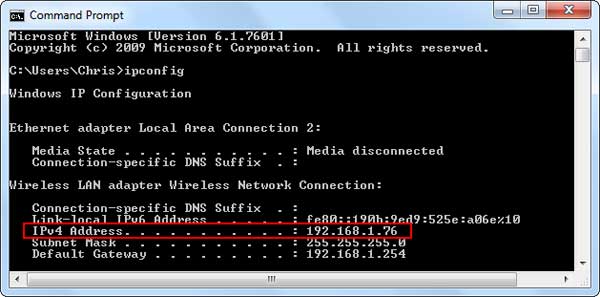 Command Prompt
Microsoft Windows [Version 6.1.7601]
Copyright (c) 2009 Microsoft Corporation.  All rights reserved.
C:\Users\Chris>ipconfig
Windows IP Configuration
Ethernet adapter Local Area Connection 2:
Media State . . . . . . . . . . . : Media disconnected
Connection-specific DNS Suffix  . :
Wireless LAN adapter Wireless Network Connection:
Connection-specific DNS Suffix  . :
Link-local IPv6 Address . . . . . : fe80::190b:9ed9:525e:a06e%10
IPv4 Address. . . . . . . . . . . : 192.168.1.76
Subnet Mask . . . . . . . . . . . : 255.255.255.0
Default Gateway . . . . . . . . . : 192.168.1.254